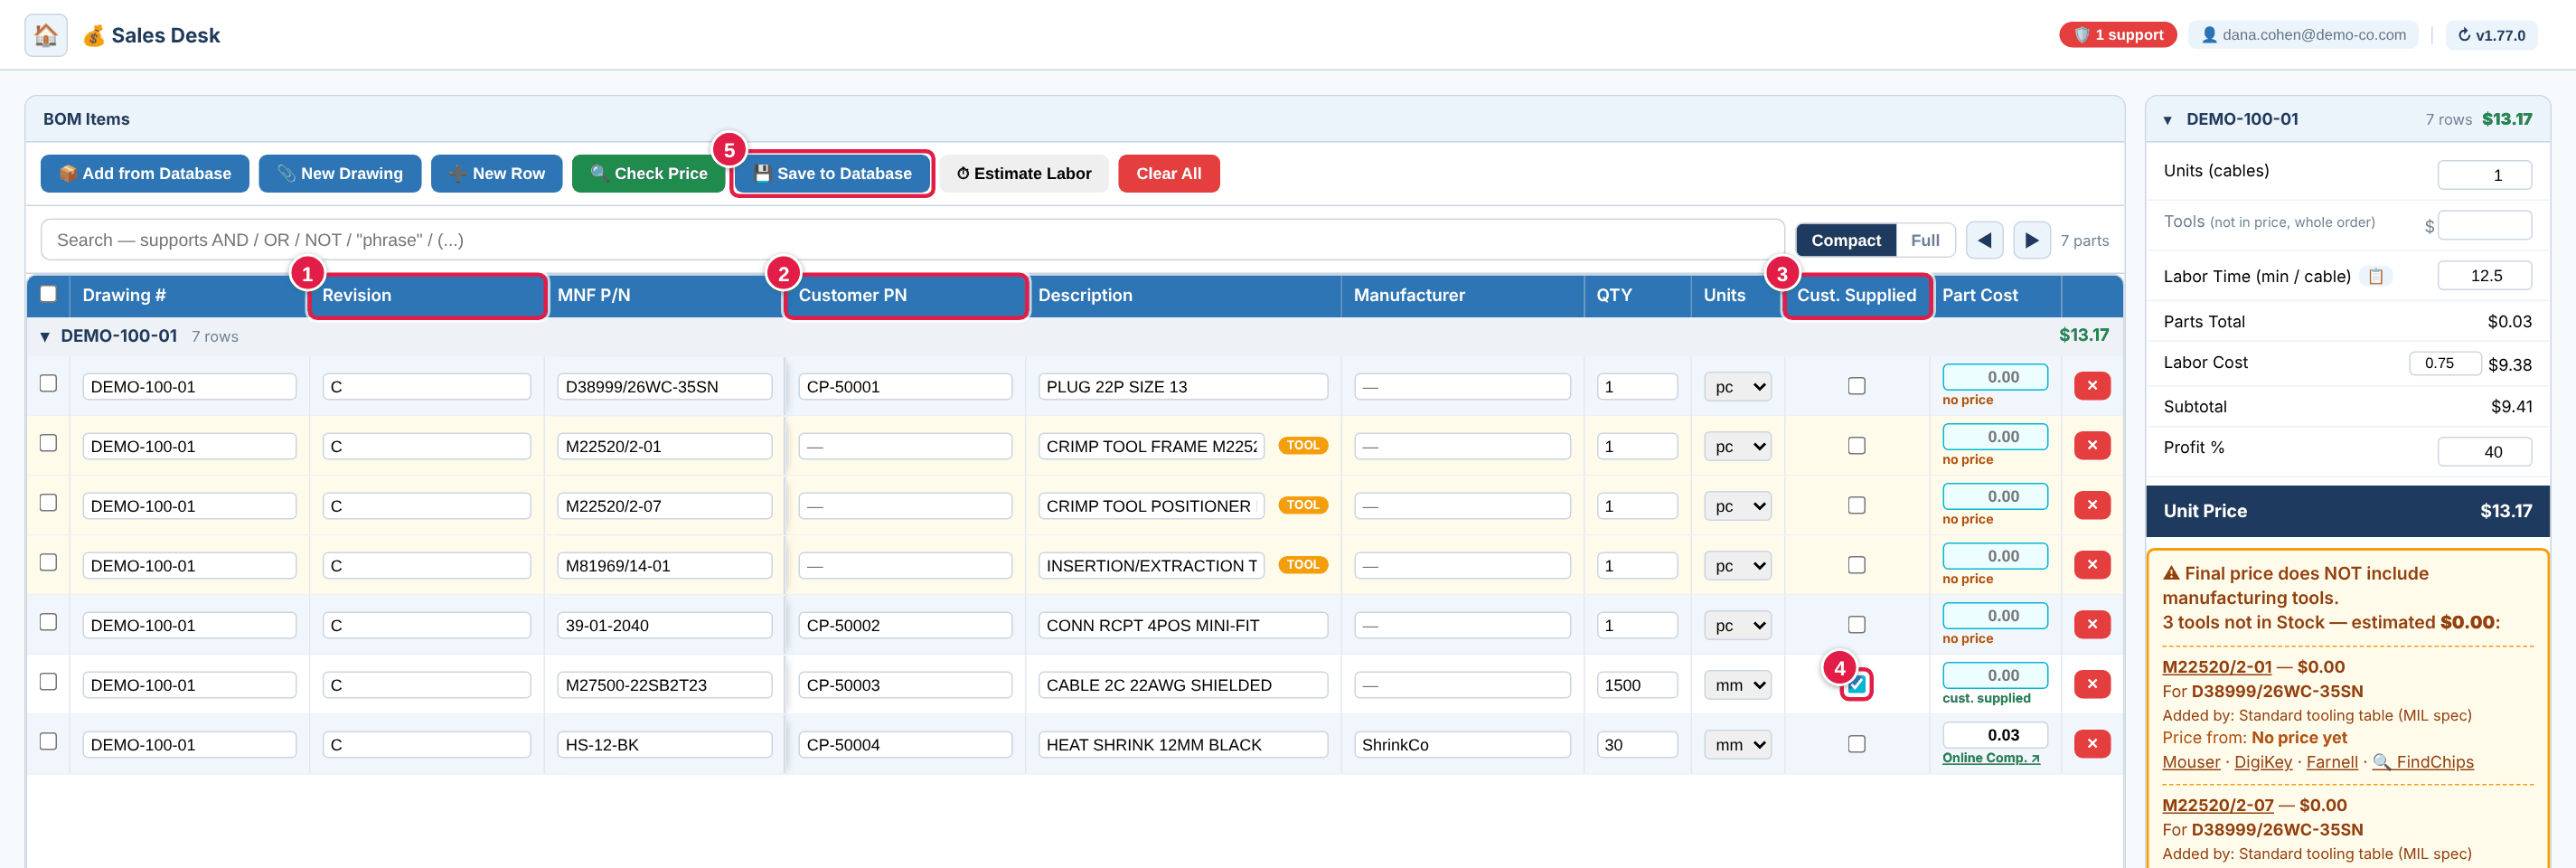 🏠 💰 Sales Desk
🛡️ 1 support 👤 dana.cohen@demo-co.com | ↻ v1.77.0
BOM Items
5
📦 Add from Database 📎 New Drawing ➕ New Row 🔍 Check Price 💾 Save to Database ⏱ Estimate Labor Clear All
Search — supports AND / OR / NOT / "phrase" / (...) Compact Full ◀ ▶ 7 parts
1 2 3
Drawing # Revision MNF P/N Customer PN Description Manufacturer QTY Units Cust. Supplied Part Cost
▼ DEMO-100-01 7 rows $13.17
DEMO-100-01 C D38999/26WC-35SN CP-50001 PLUG 22P SIZE 13 — 1 pc 0.00 ✕
no price
DEMO-100-01 C M22520/2-01 — CRIMP TOOL FRAME M2252 TOOL — 1 pc 0.00 ✕
no price
DEMO-100-01 C M22520/2-07 — CRIMP TOOL POSITIONER TOOL — 1 pc 0.00 ✕
no price
DEMO-100-01 C M81969/14-01 — INSERTION/EXTRACTION T TOOL — 1 pc 0.00 ✕
no price
DEMO-100-01 C 39-01-2040 CP-50002 CONN RCPT 4POS MINI-FIT — 1 pc 0.00 ✕
no price
4
DEMO-100-01 C M27500-22SB2T23 CP-50003 CABLE 2C 22AWG SHIELDED — 1500 mm 0.00 ✕
cust. supplied
DEMO-100-01 C HS-12-BK CP-50004 HEAT SHRINK 12MM BLACK ShrinkCo 30 mm 0.03 ✕
Online Comp. ↗
▼ DEMO-100-01 7 rows $13.17
Units (cables) 1
Tools (not in price, whole order) $
Labor Time (min / cable) 📋 12.5
Parts Total $0.03
Labor Cost 0.75 $9.38
Subtotal $9.41
Profit % 40
Unit Price $13.17
⚠ Final price does NOT include
manufacturing tools.
3 tools not in Stock — estimated $0.00:
M22520/2-01 — $0.00
For D38999/26WC-35SN
Added by: Standard tooling table (MIL spec)
Price from: No price yet
Mouser · DigiKey · Farnell · 🔍 FindChips
M22520/2-07 — $0.00
For D38999/26WC-35SN
Added by: Standard tooling table (MIL spec)